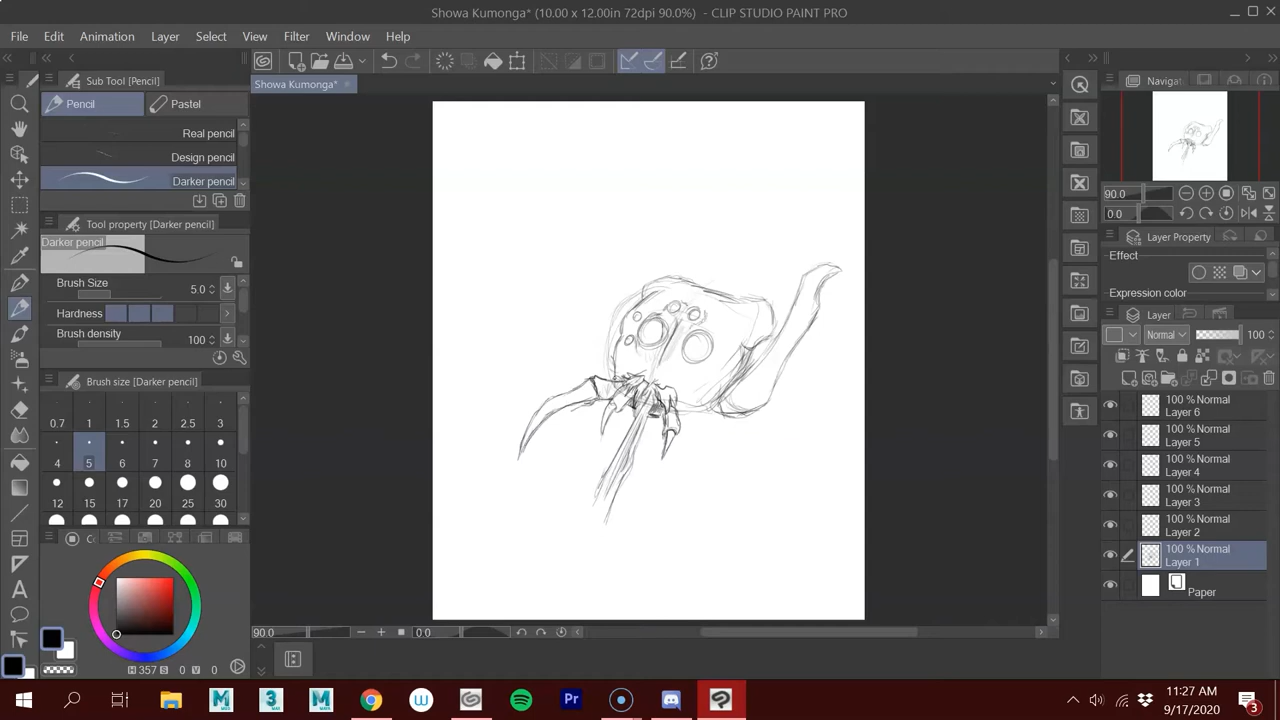 Showa Kumonga* (10.00 x 12.00in 72dpi 90.0%) - CLIP STUDIO PAINT PRO
File Edit Animation Layer Select View Filter Window Help
Sub Tool [Pencil]
Pencil Pastel
Real pencil
Design pencil
Darker pencil
Tool property [Darker pencil]
Darker pencil
Brush Size 5.0
Hardness
Brush density 100
Brush size [Darker pencil]
0.7 1 1.5 2 2.5 3
4 5 6 7 8 10
12 15 17 20 25 30
H 357 S 0 V 0
Showa Kumonga*
90.0 0.0
Navigat
90.0
0.0
Layer Property
Effect
Expression color
Layer
Normal 100
100 % Normal
Layer 6
100 % Normal
Layer 5
100 % Normal
Layer 4
100 % Normal
Layer 3
100 % Normal
Layer 2
100 % Normal
Layer 1
Paper
11:27 AM
9/17/2020
3